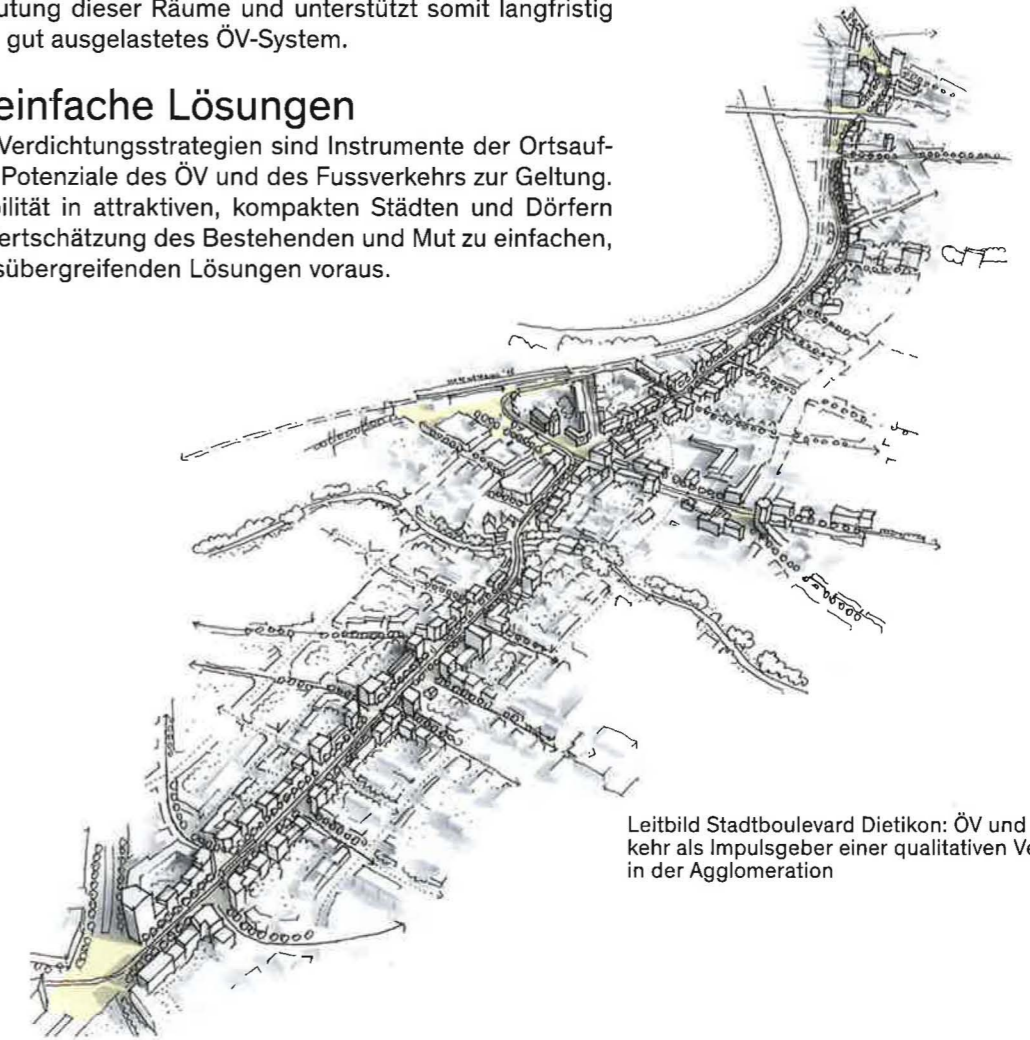 utung dieser Räume und unterstützt somit langfristig
gut ausgelastetes ÖV-System.
einfache Lösungen
Verdichtungsstrategien sind Instrumente der Ortsauf-
Potenziale des ÖV und des Fussverkehrs zur Geltung.
bilität in attraktiven, kompakten Städten und Dörfern
ertschätzung des Bestehenden und Mut zu einfachen,
sübergreifenden Lösungen voraus.
Leitbild Stadtboulevard Dietikon: ÖV und
kehr als Impulsgeber einer qualitativen Ve
in der Agglomeration